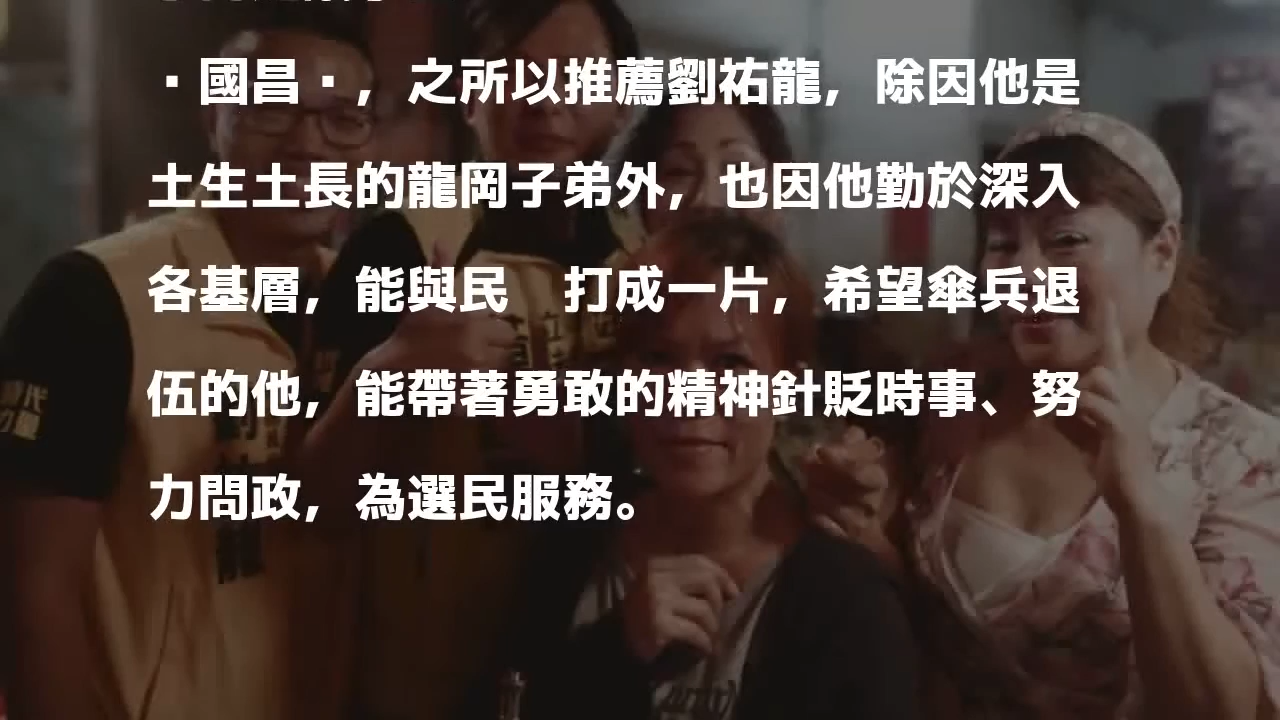 ▪國昌▪，之所以推薦劉祐龍，除因他是
土生土長的龍岡子弟外，也因他勤於深入
各基層，能與民　打成一片，希望傘兵退
伍的他，能帶著勇敢的精神針貶時事、努
力問政，為選民服務。